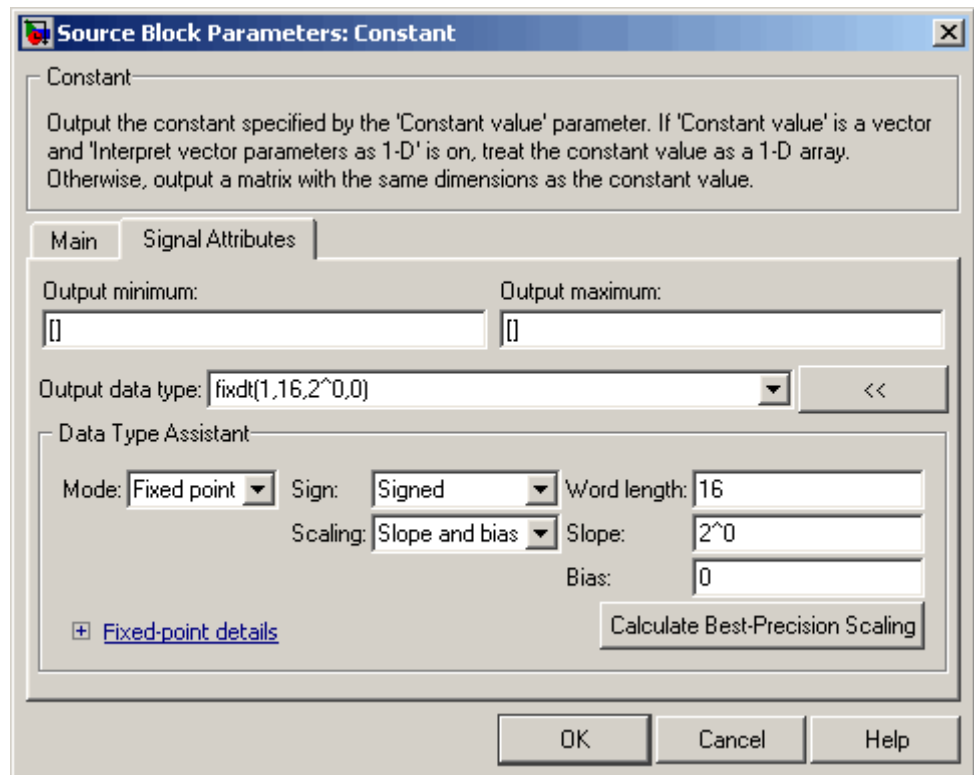 Source Block Parameters: Constant
Constant
Output the constant specified by the 'Constant value' parameter. If 'Constant value' is a vector
and 'Interpret vector parameters as 1-D' is on, treat the constant value as a 1-D array.
Otherwise, output a matrix with the same dimensions as the constant value.
Main Signal Attributes
Output minimum: Output maximum:
[] []
Output data type: fixdt(1,16,2^0,0) <<
Data Type Assistant
Mode: Fixed point Sign: Signed Word length: 16
Scaling: Slope and bias Slope: 2^0
Bias: 0
Fixed-point details Calculate Best-Precision Scaling
OK Cancel Help